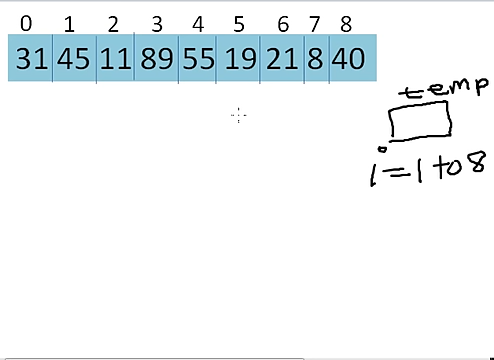 0 1 2 3 4 5 6 7 8
31 45 11 89 55 19 21 8 40
temp
i=1 to 8